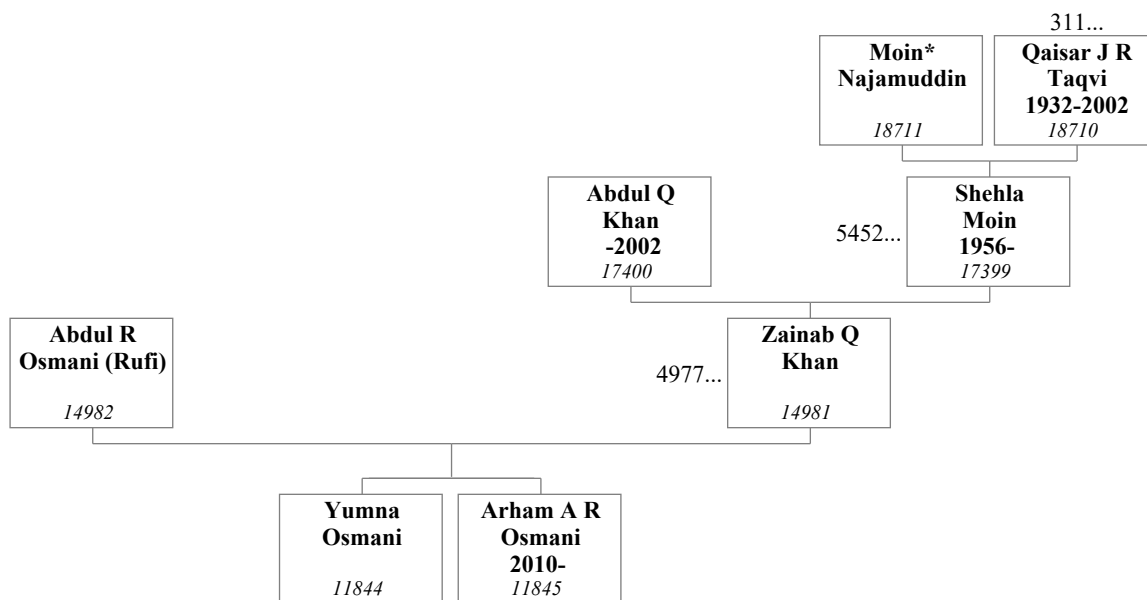 311...
Moin*
Najamuddin
18711
Qaisar J R
Taqvi
1932-2002
18710
Abdul Q
Khan
-2002
17400
5452...
Shehla
Moin
1956-
17399
Abdul R
Osmani (Rufi)
14982
4977...
Zainab Q
Khan
14981
Yumna
Osmani
11844
Arham A R
Osmani
2010-
11845